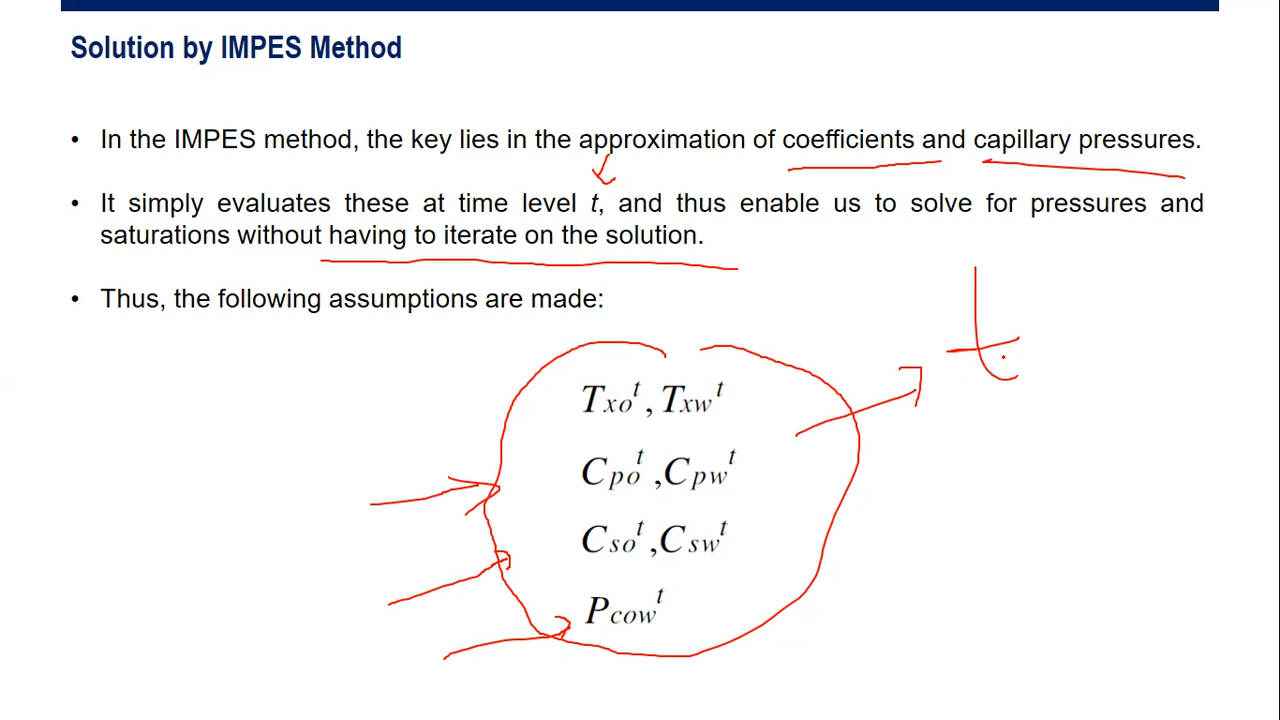 Solution by IMPES Method
• In the IMPES method, the key lies in the approximation of coefficients and capillary pressures.
• It simply evaluates these at time level t, and thus enable us to solve for pressures and
saturations without having to iterate on the solution.
• Thus, the following assumptions are made:
t
Txo^t, Txw^t
Cpo^t, Cpw^t
Cso^t, Csw^t
Pcow^t